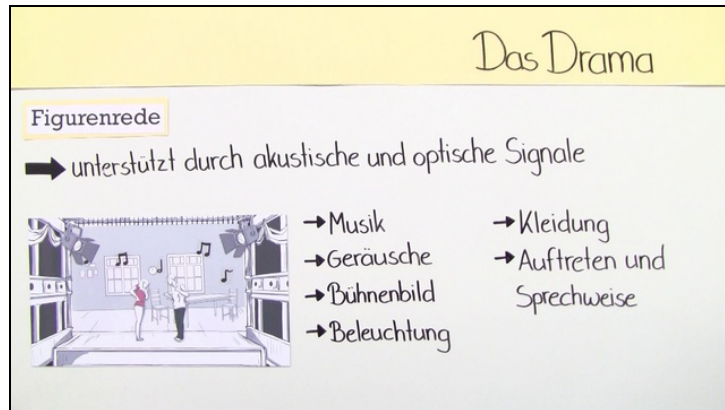 Das Drama
Figurenrede
→ unterstützt durch akustische und optische Signale
→ Musik
→ Geräusche
→ Bühnenbild
→ Beleuchtung
→ Kleidung
→ Auftreten und
Sprechweise